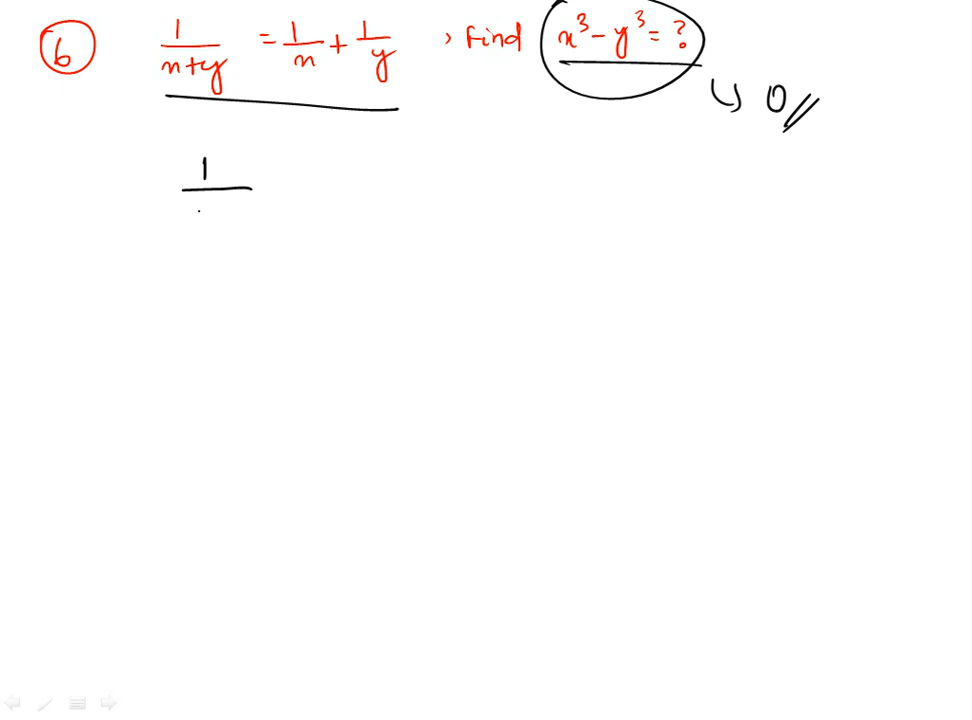 6 1/(x+y) = 1/x + 1/y , Find x³ - y³ = ?
↳ 0//
1/